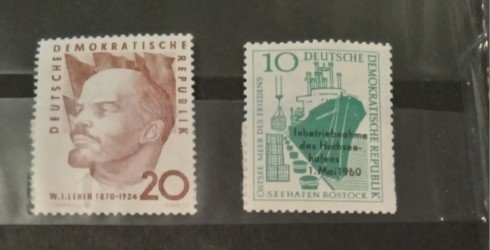 DEUTSCHE
DEMOKRATISCHE
REPUBLIK
W.I.LENIN 1870-1924
20
10
DEUTSCHE
DEMOKRATISCHE REPUBLIK
OSTSEE MEER DES FRIEDENS
Inbetriebnahme
des Hochsee-
hafens
1. Mai 1960
SEEHAFEN ROSTOCK